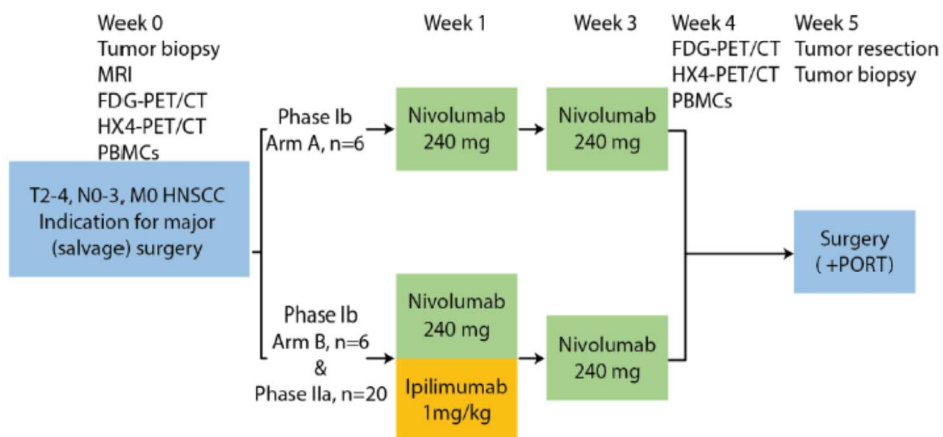 Week 0
Tumor biopsy
MRI
FDG-PET/CT
HX4-PET/CT
PBMCs
T2-4, N0-3, M0 HNSCC
Indication for major
(salvage) surgery
Phase Ib
Arm A, n=6
Phase Ib
Arm B, n=6
&
Phase IIa, n=20
Week 1
Nivolumab
240 mg
Nivolumab
240 mg
Ipilimumab
1mg/kg
Week 3
Nivolumab
240 mg
Nivolumab
240 mg
Week 4
FDG-PET/CT
HX4-PET/CT
PBMCs
Week 5
Tumor resection
Tumor biopsy
Surgery
( +PORT)